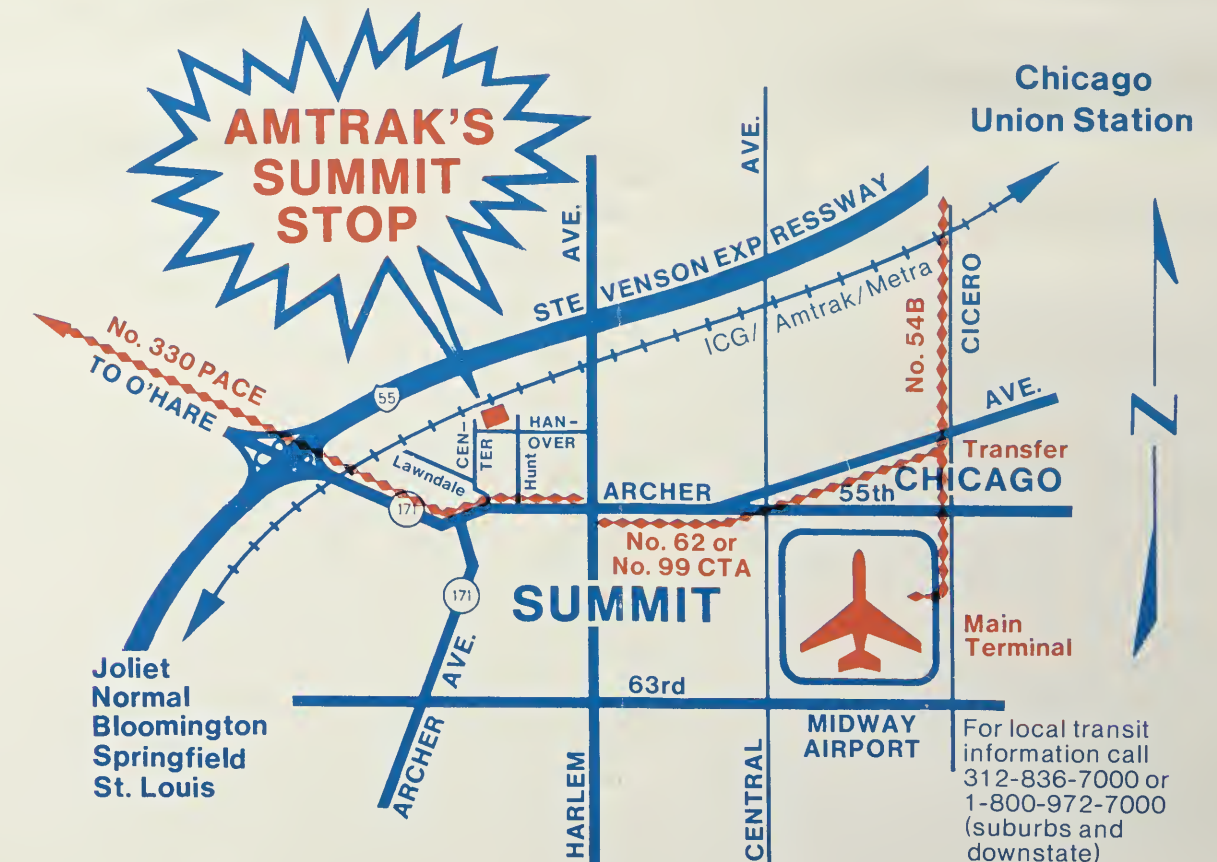 AMTRAK'S
SUMMIT
STOP
Chicago
Union Station
AVE.
AVE.
STEVENSON EXPRESSWAY
ICG/ Amtrak/Metra
No. 54B
CICERO
No. 330 PACE
TO O'HARE
55
CEN-
TER
HAN-
OVER
Hunt
Lawndale
171
ARCHER
AVE.
Transfer
CHICAGO
55th
No. 62 or
No. 99 CTA
N
171
SUMMIT
Main
Terminal
Joliet
Normal
Bloomington
Springfield
St. Louis
ARCHER AVE.
63rd
HARLEM
CENTRAL
MIDWAY
AIRPORT
For local transit
information call
312-836-7000 or
1-800-972-7000
(suburbs and
downstate)